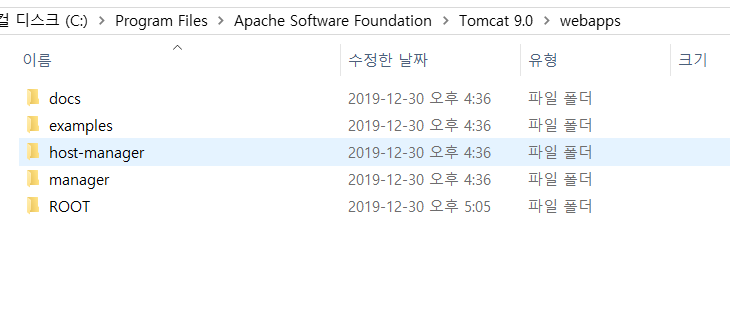 컬 디스크 (C:) > Program Files > Apache Software Foundation > Tomcat 9.0 > webapps
이름 수정한 날짜 유형 크기
docs 2019-12-30 오후 4:36 파일 폴더
examples 2019-12-30 오후 4:36 파일 폴더
host-manager 2019-12-30 오후 4:36 파일 폴더
manager 2019-12-30 오후 4:36 파일 폴더
ROOT 2019-12-30 오후 5:05 파일 폴더